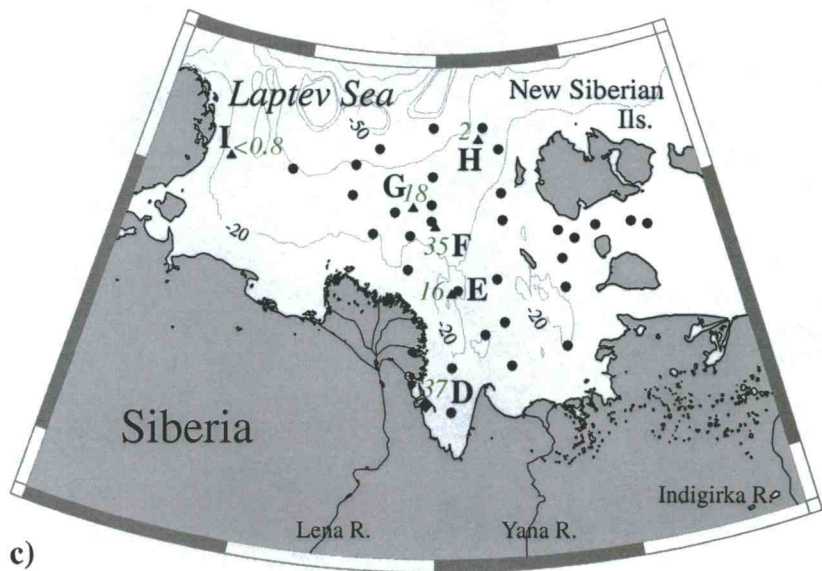 Laptev Sea
New Siberian
Ils.
-50
2
I <0.8
H
G 18
-20
35 F
16 E
-20
-20
37 D
Siberia
Indigirka R.
Lena R.
Yana R.
c)